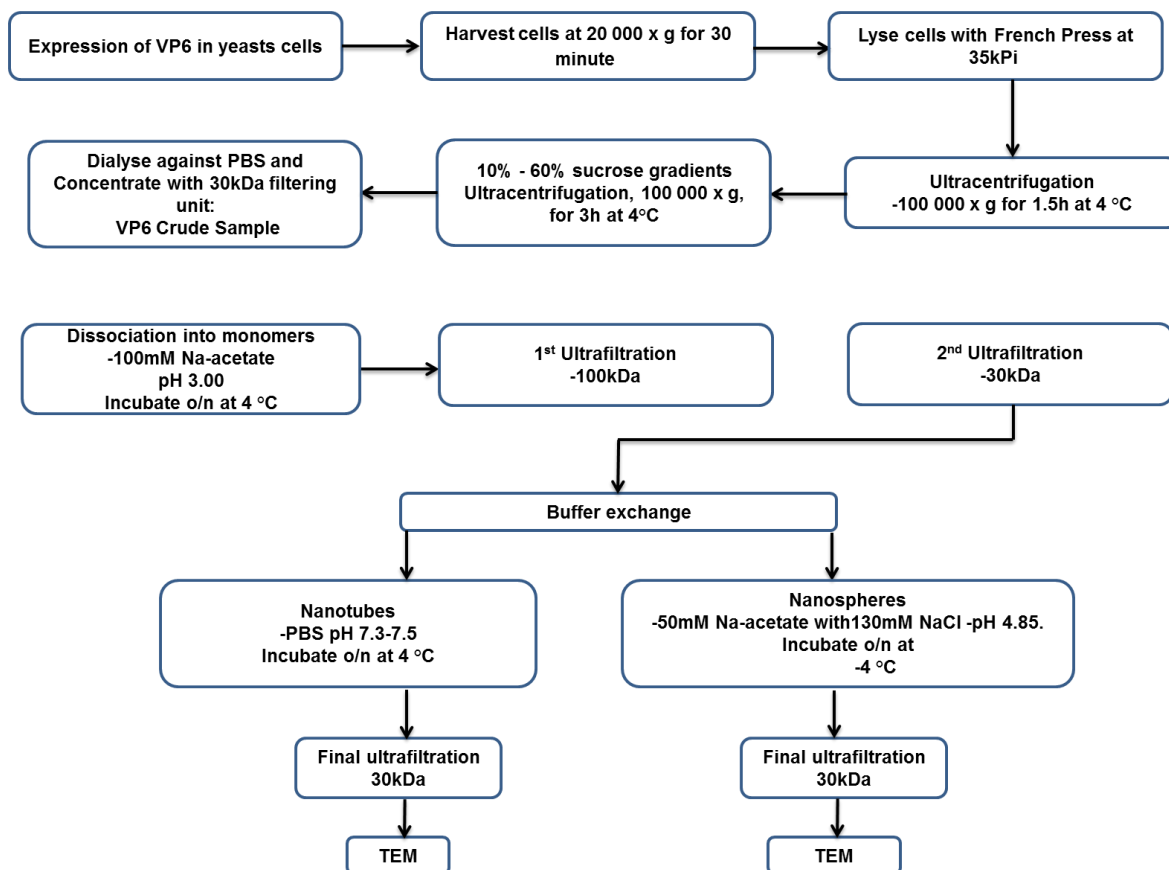 Expression of VP6 in yeasts cells
Harvest cells at 20 000 x g for 30
minute
Lyse cells with French Press at
35kPi
Dialyse against PBS and
Concentrate with 30kDa filtering
unit:
VP6 Crude Sample
10% - 60% sucrose gradients
Ultracentrifugation, 100 000 x g,
for 3h at 4°C
Ultracentrifugation
-100 000 x g for 1.5h at 4 °C
Dissociation into monomers
-100mM Na-acetate
pH 3.00
Incubate o/n at 4 °C
1st Ultrafiltration
-100kDa
2nd Ultrafiltration
-30kDa
Buffer exchange
Nanotubes
-PBS pH 7.3-7.5
Incubate o/n at 4 °C
Nanospheres
-50mM Na-acetate with130mM NaCl -pH 4.85.
Incubate o/n at
-4 °C
Final ultrafiltration
30kDa
Final ultrafiltration
30kDa
TEM
TEM